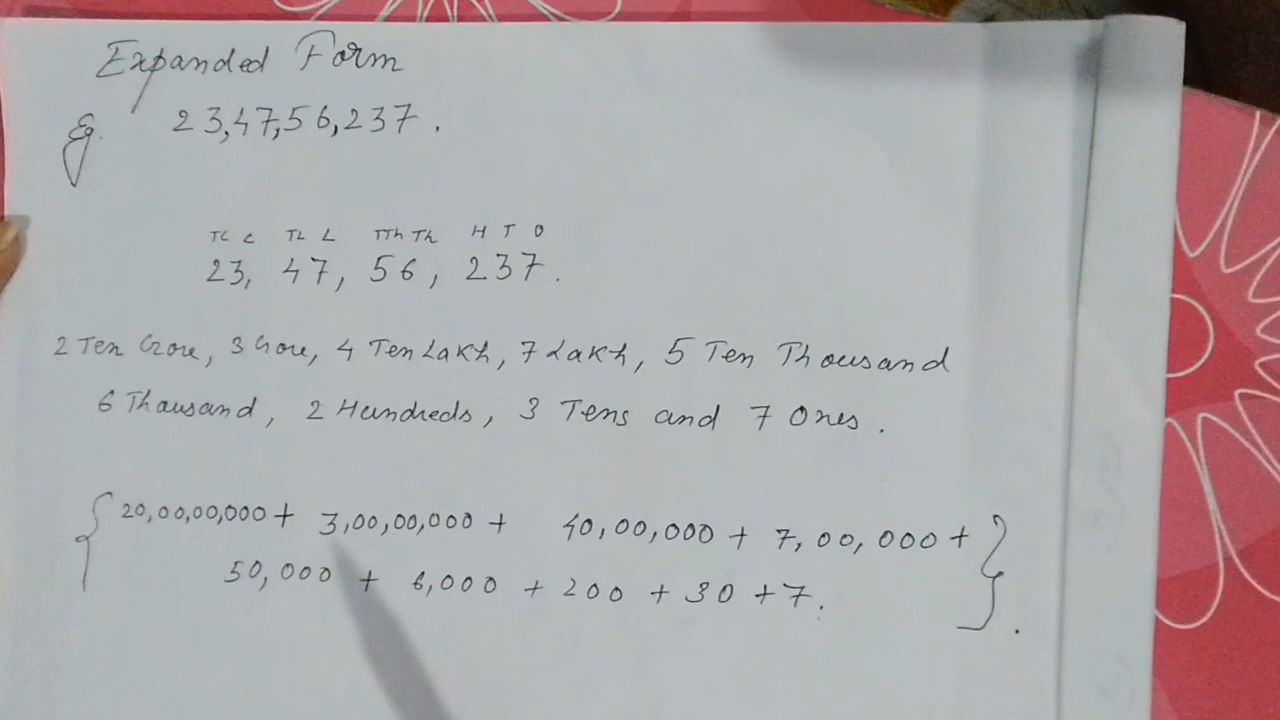 Expanded Form
Eg. 23,47,56,237.
TC C TL L TTh Th H T O
23, 47, 56, 237.
2 Ten Crore, 3 Crore, 4 Ten Lakh, 7 Lakh, 5 Ten Thousand
6 Thousand, 2 Hundreds, 3 Tens and 7 Ones.
{ 20,00,00,000 + 3,00,00,000 + 40,00,000 + 7,00,000 +
50,000 + 6,000 + 200 + 30 + 7. } .